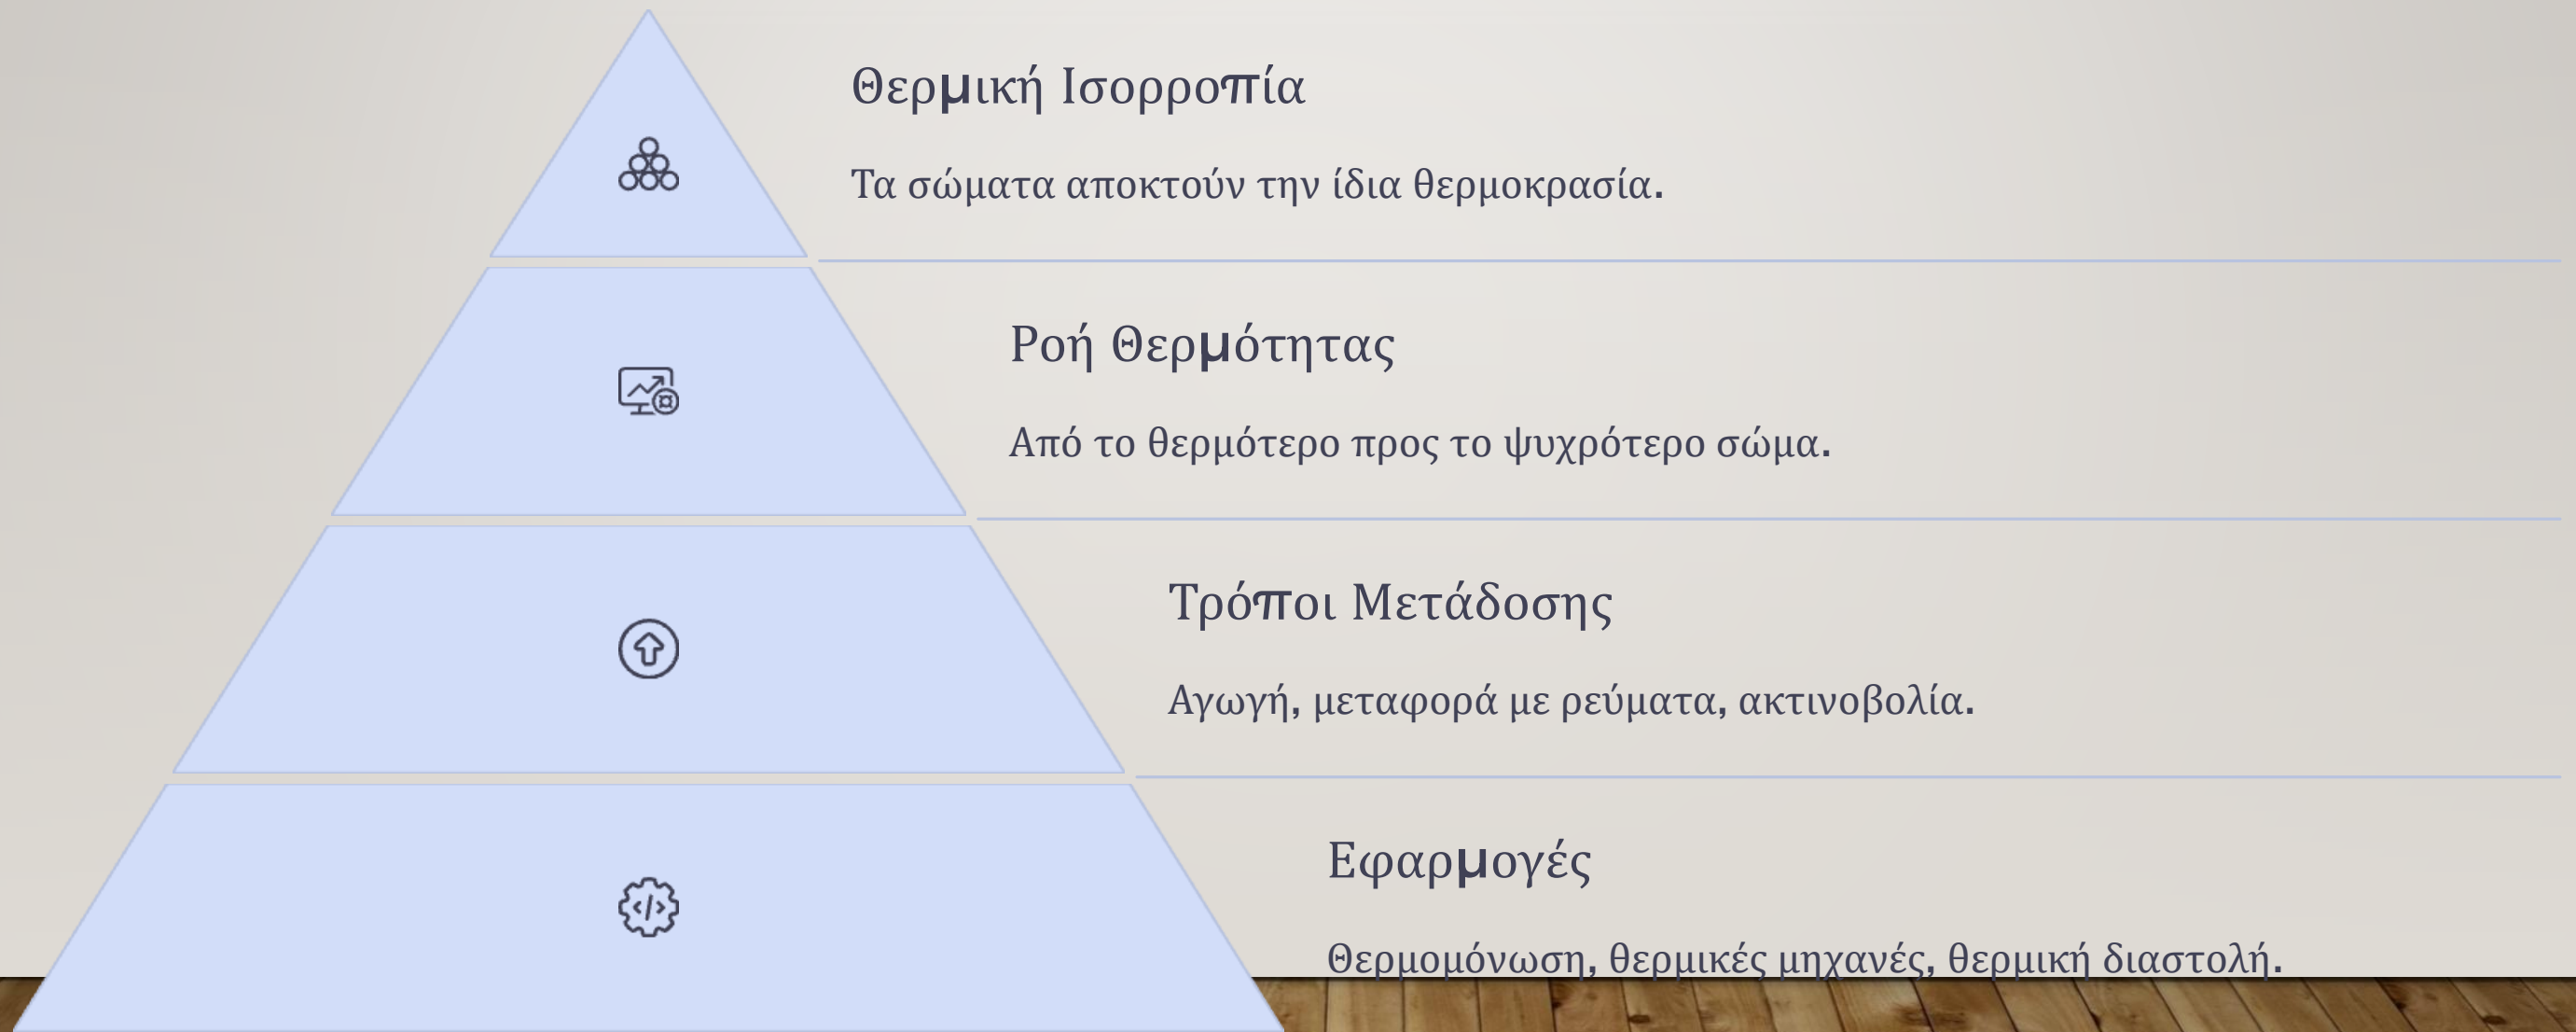 Θερμική Ισορροπία
Τα σώματα αποκτούν την ίδια θερμοκρασία.
Ροή Θερμότητας
Από το θερμότερο προς το ψυχρότερο σώμα.
Τρόποι Μετάδοσης
Αγωγή, μεταφορά με ρεύματα, ακτινοβολία.
Εφαρμογές
Θερμομόνωση, θερμικές μηχανές, θερμική διαστολή.